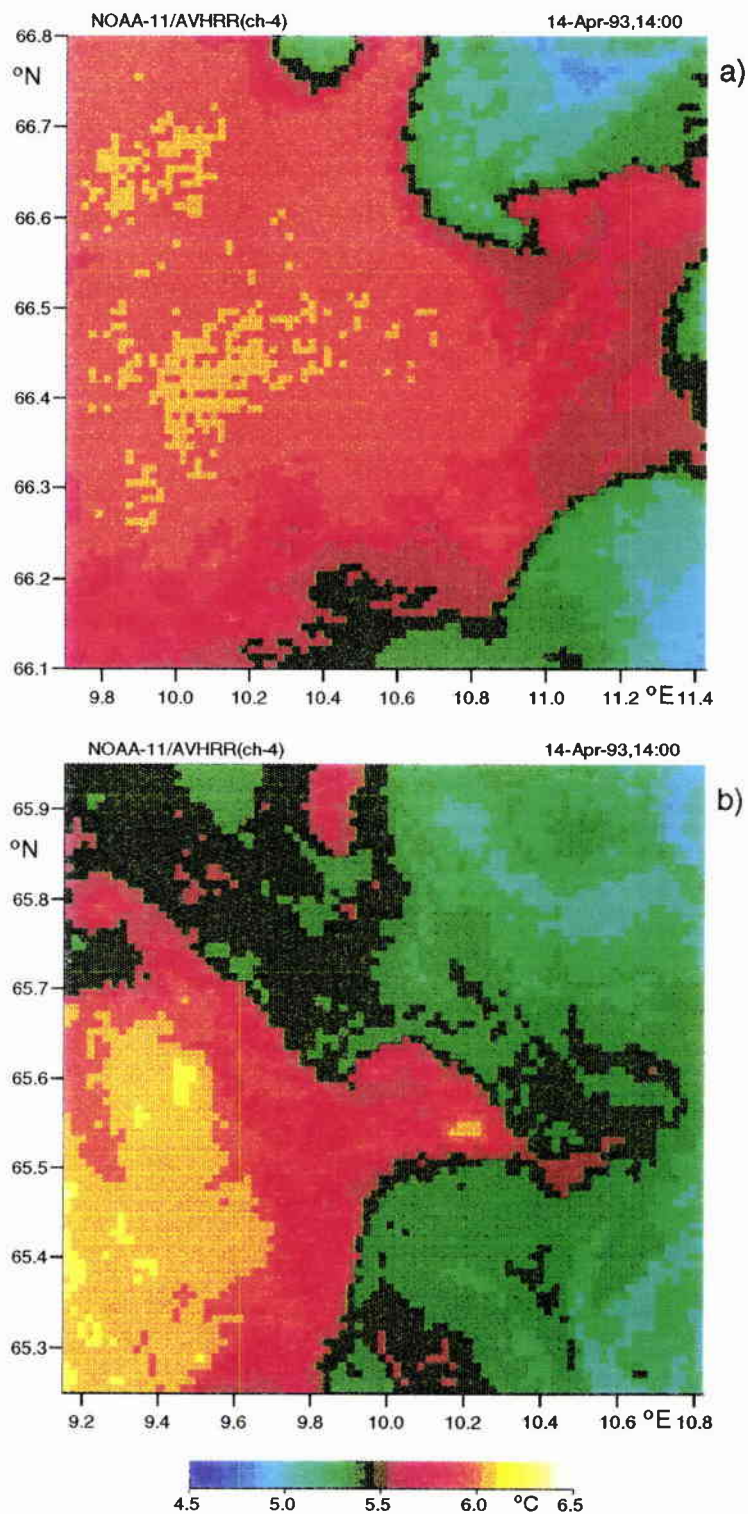 NOAA-11/AVHRR(ch-4) 14-Apr-93,14:00
a)
66.8
°N
66.7
66.6
66.5
66.4
66.3
66.2
66.1
9.8 10.0 10.2 10.4 10.6 10.8 11.0 11.2 °E 11.4
NOAA-11/AVHRR(ch-4) 14-Apr-93,14:00
b)
65.9
°N
65.8
65.7
65.6
65.5
65.4
65.3
9.2 9.4 9.6 9.8 10.0 10.2 10.4 10.6 °E 10.8
4.5 5.0 5.5 6.0 °C 6.5